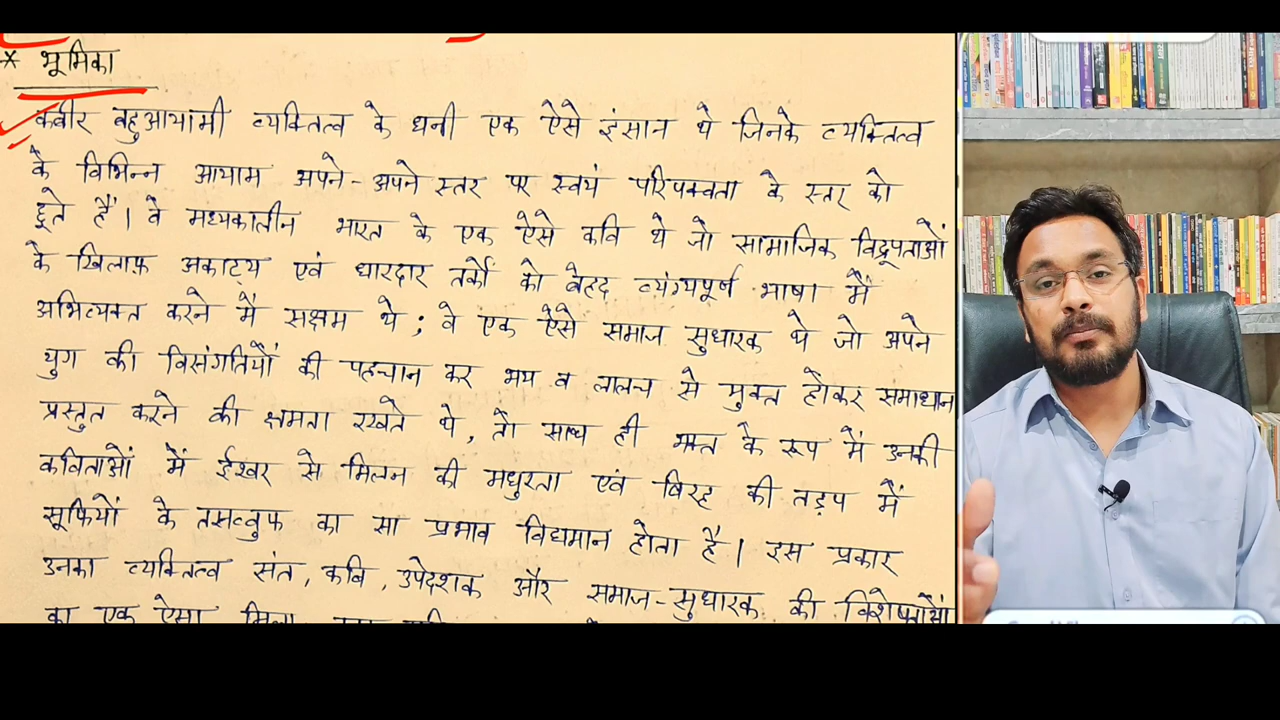 * भूमिका
कबीर बहुआयामी व्यक्तित्व के धनी एक ऐसे इंसान थे जिनके व्यक्तित्व
के विभिन्न आयाम अपने-अपने स्तर पर स्वयं परिपक्वता के स्तर को
छूते हैं। वे मध्यकालीन भारत के एक ऐसे कवि थे जो सामाजिक विद्रूपताओं
के खिलाफ़ अकाट्य एवं धारदार तर्कों को बेहद व्यंग्यपूर्ण भाषा में
अभिव्यक्त करने में सक्षम थे; वे एक ऐसे समाज सुधारक थे जो अपने
युग की विसंगतियों की पहचान कर भय व लालच से मुक्त होकर समाधान
प्रस्तुत करने की क्षमता रखते थे, तो साथ ही भक्त के रूप में उनकी
कविताओं में ईश्वर से मिलन की मधुरता एवं विरह की तड़प में
सूफियों के तसव्वुफ का सा प्रभाव विद्यमान होता है। इस प्रकार
उनका व्यक्तित्व संत, कवि, उपदेशक और समाज-सुधारक की विशेषताओं
का एक ऐसा